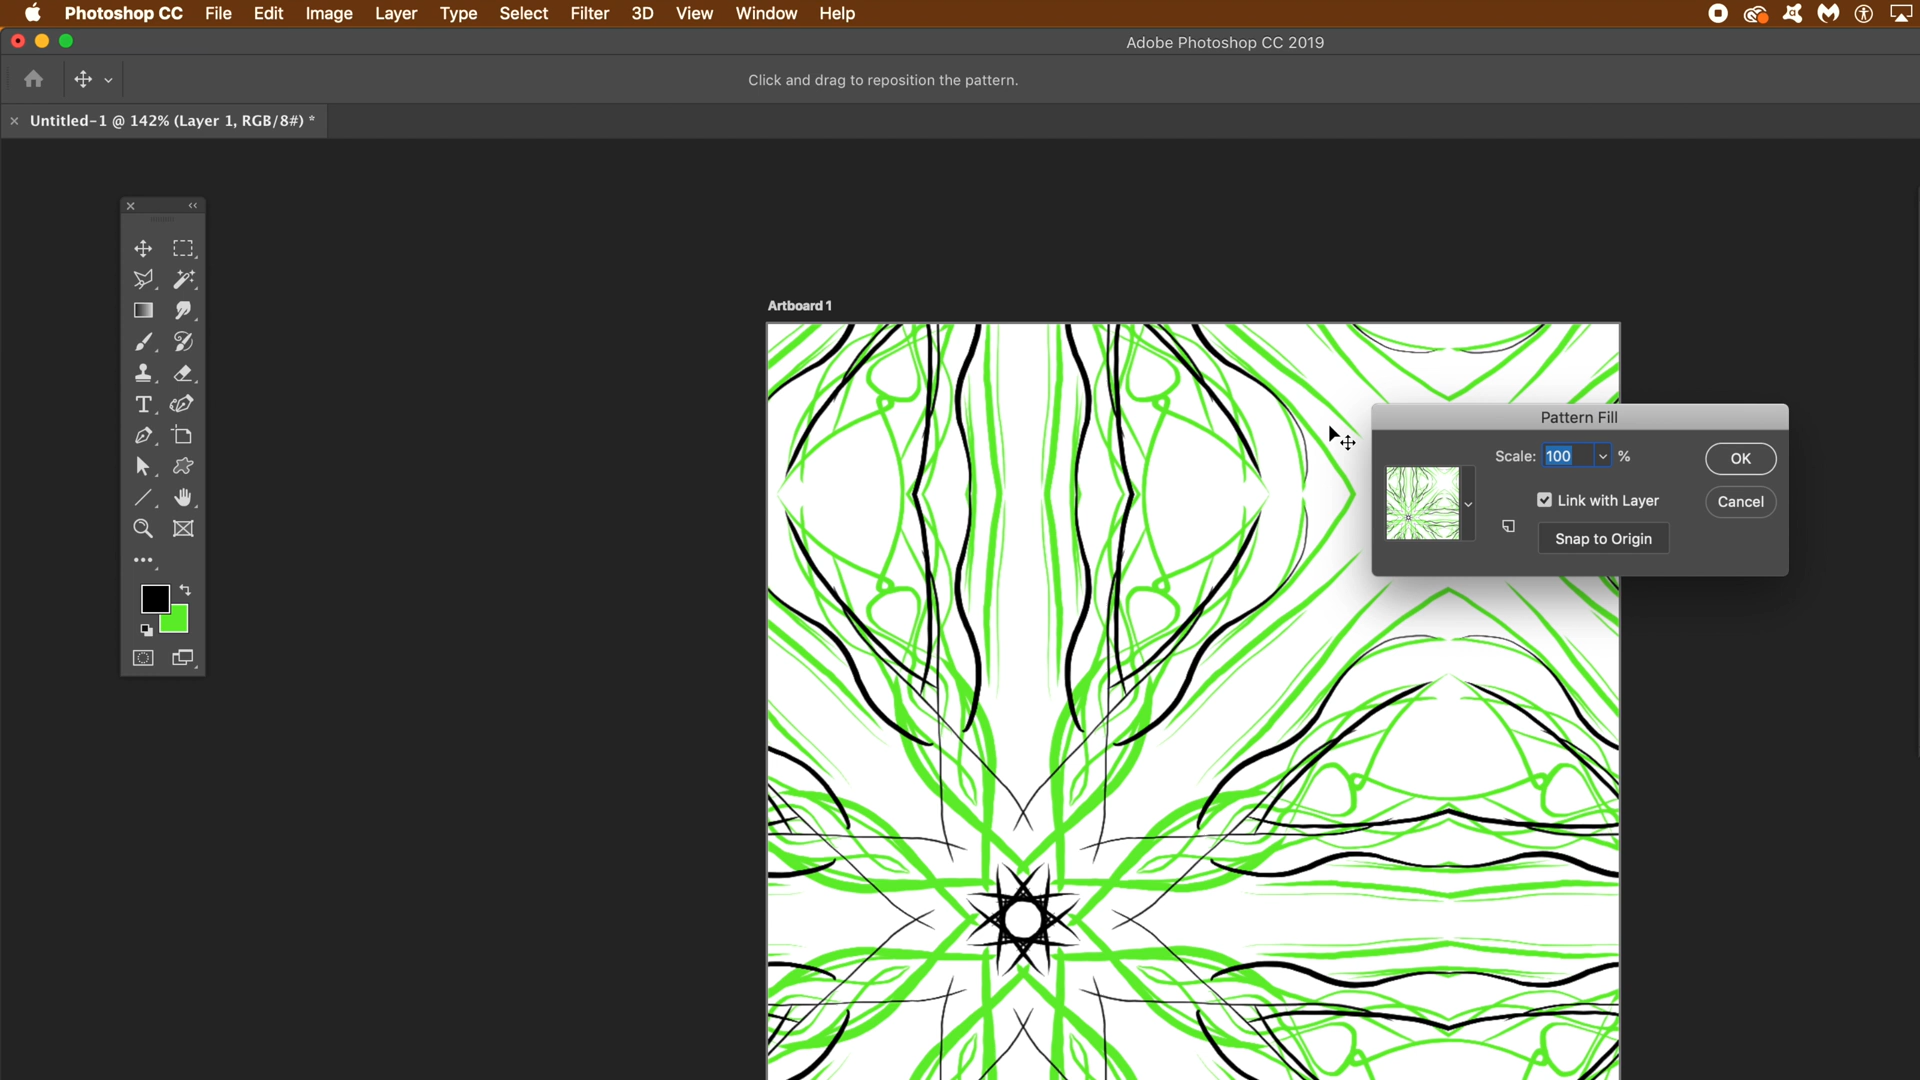 Photoshop CC File Edit Image Layer Type Select Filter 3D View Window Help
Adobe Photoshop CC 2019
Click and drag to reposition the pattern.
Untitled-1 @ 142% (Layer 1, RGB/8#) *
Artboard 1
Pattern Fill
Scale: 100 %
OK
Link with Layer
Cancel
Snap to Origin